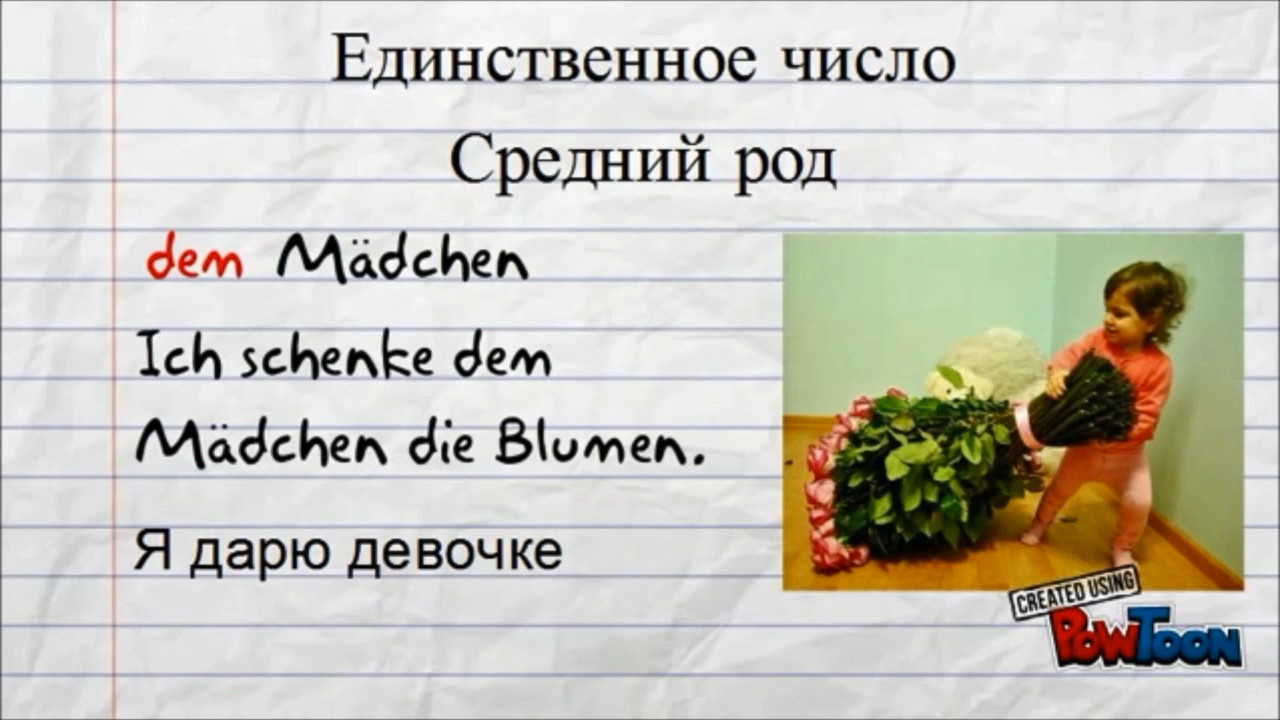 Единственное число
Средний род
dem Mädchen
Ich schenke dem
Mädchen die Blumen.
Я дарю девочке
CREATED USING
POWTOON